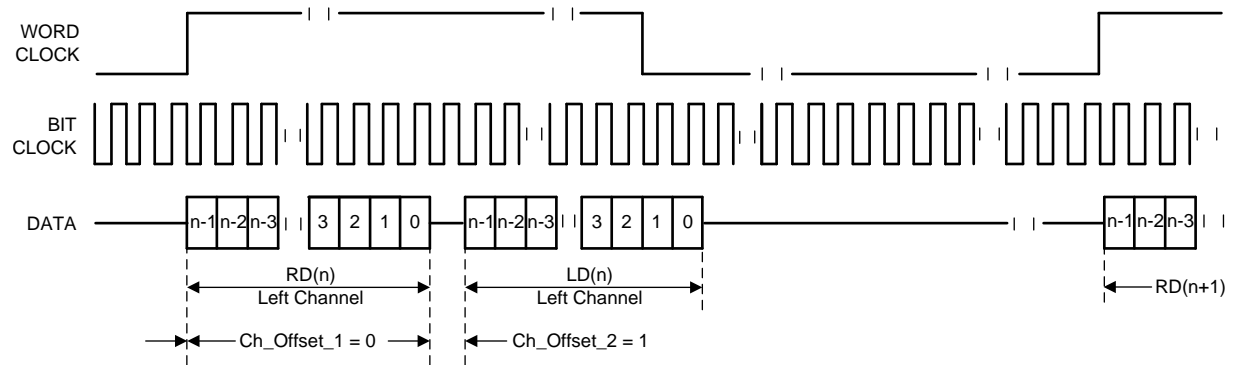 WORD
CLOCK
BIT
CLOCK
DATA
n-1 n-2 n-3 3 2 1 0 n-1 n-2 n-3 3 2 1 0 n-1 n-2 n-3
RD(n)
Left Channel
LD(n)
Left Channel
RD(n+1)
Ch_Offset_1 = 0
Ch_Offset_2 = 1